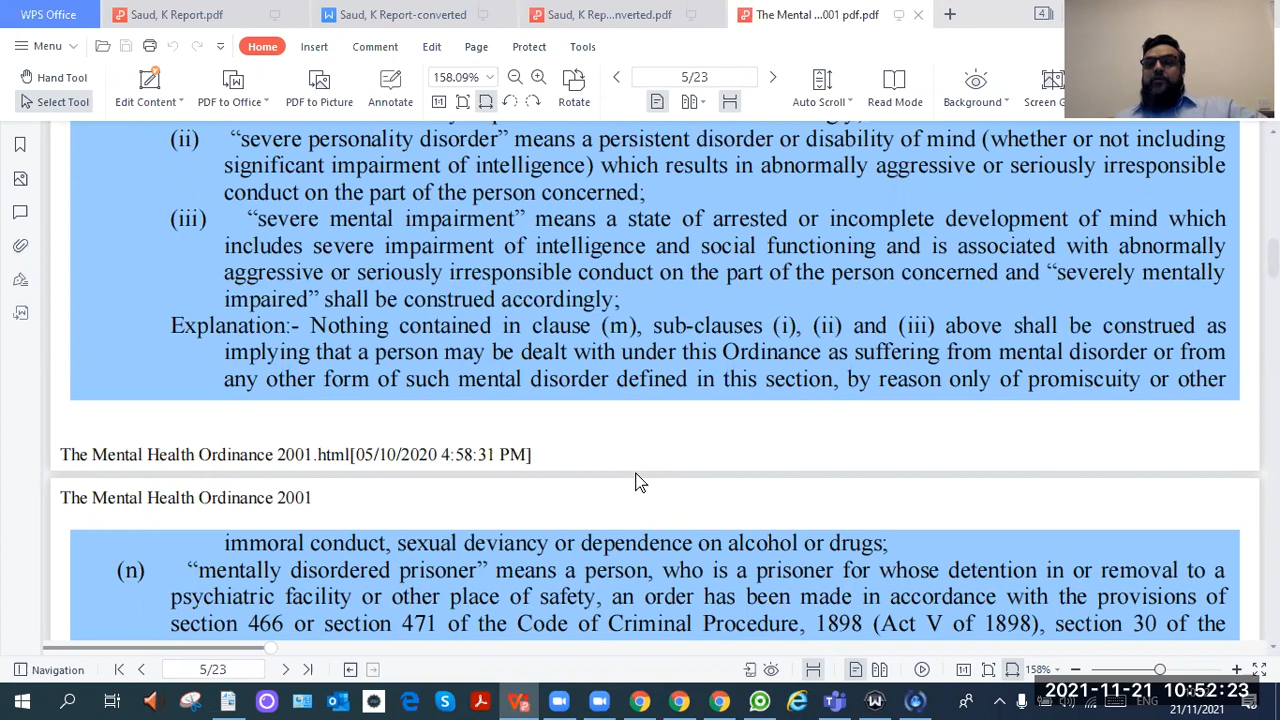 WPS Office
Saud, K Report.pdf
Saud, K Report-converted
Saud, K Rep...nverted.pdf
The Mental ...001 pdf.pdf
4
Menu
Home
Insert
Comment
Edit
Page
Protect
Tools
Hand Tool
Select Tool
Edit Content
PDF to Office
PDF to Picture
Annotate
158.09%
Rotate
5/23
Auto Scroll
Read Mode
Background
Screen G
(ii) “severe personality disorder” means a persistent disorder or disability of mind (whether or not including
significant impairment of intelligence) which results in abnormally aggressive or seriously irresponsible
conduct on the part of the person concerned;
(iii) “severe mental impairment” means a state of arrested or incomplete development of mind which
includes severe impairment of intelligence and social functioning and is associated with abnormally
aggressive or seriously irresponsible conduct on the part of the person concerned and “severely mentally
impaired” shall be construed accordingly;
Explanation:- Nothing contained in clause (m), sub-clauses (i), (ii) and (iii) above shall be construed as
implying that a person may be dealt with under this Ordinance as suffering from mental disorder or from
any other form of such mental disorder defined in this section, by reason only of promiscuity or other
The Mental Health Ordinance 2001.html[05/10/2020 4:58:31 PM]
The Mental Health Ordinance 2001
immoral conduct, sexual deviancy or dependence on alcohol or drugs;
(n) “mentally disordered prisoner” means a person, who is a prisoner for whose detention in or removal to a
psychiatric facility or other place of safety, an order has been made in accordance with the provisions of
section 466 or section 471 of the Code of Criminal Procedure, 1898 (Act V of 1898), section 30 of the
Navigation
5/23
158%
2021-11-21 10:52:23
ENG
21/11/2021